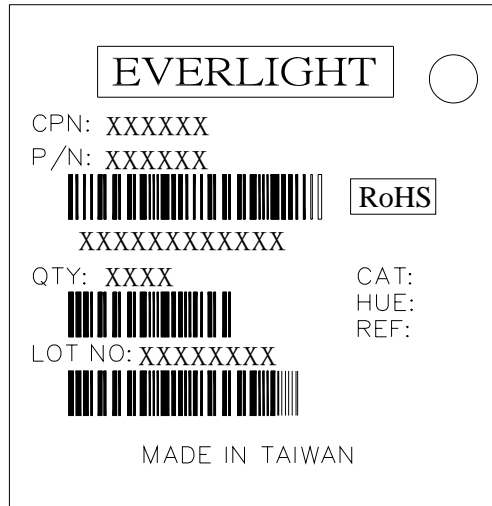 EVERLIGHT
CPN: XXXXXX
P/N: XXXXXX
RoHS
XXXXXXXXXXXX
QTY: XXXX
CAT:
HUE:
REF:
LOT NO: XXXXXXXX
MADE IN TAIWAN